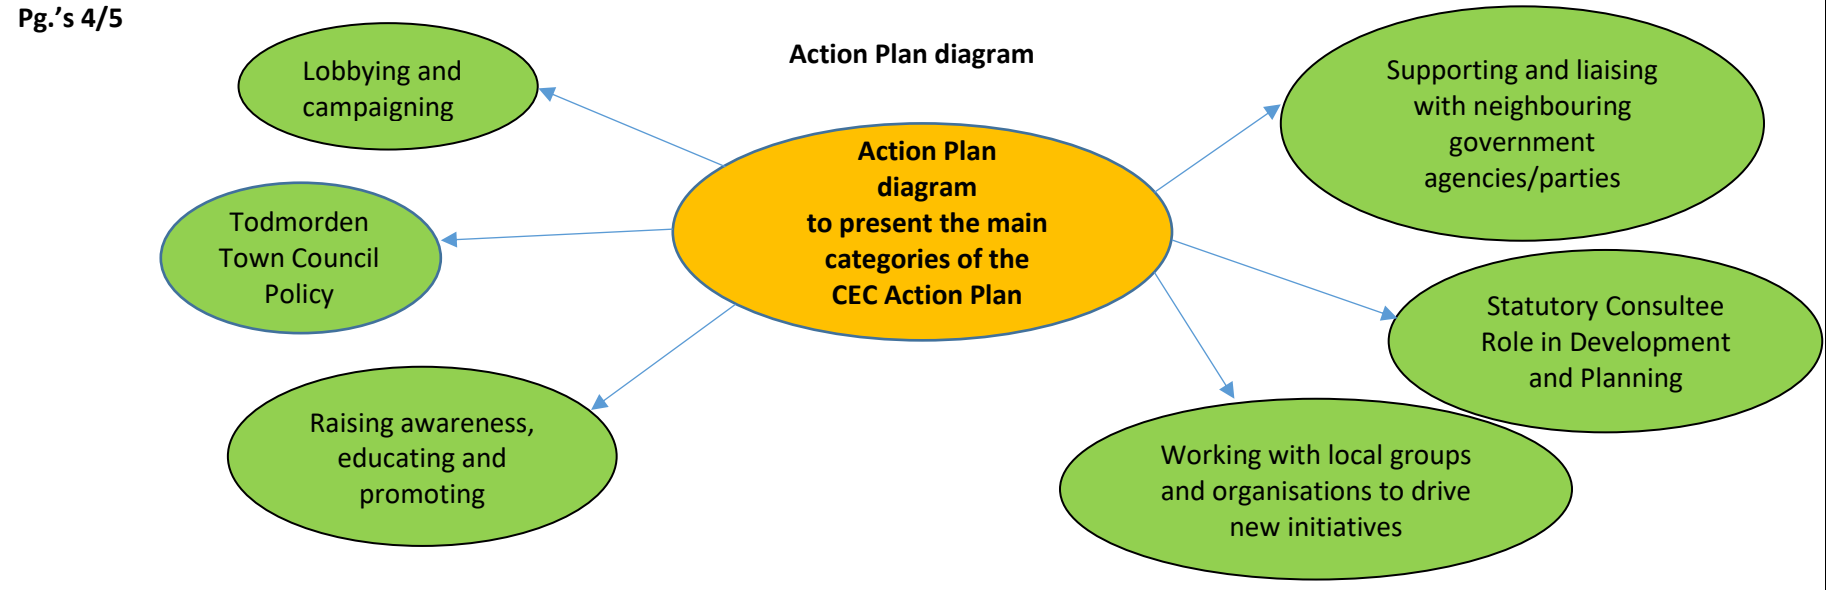 Pg.'s 4/5
Action Plan diagram
Lobbying and
campaigning
Todmorden
Town Council
Policy
Raising awareness,
educating and
promoting
Action Plan
diagram
to present the main
categories of the
CEC Action Plan
Supporting and liaising
with neighbouring
government
agencies/parties
Statutory Consultee
Role in Development
and Planning
Working with local groups
and organisations to drive
new initiatives